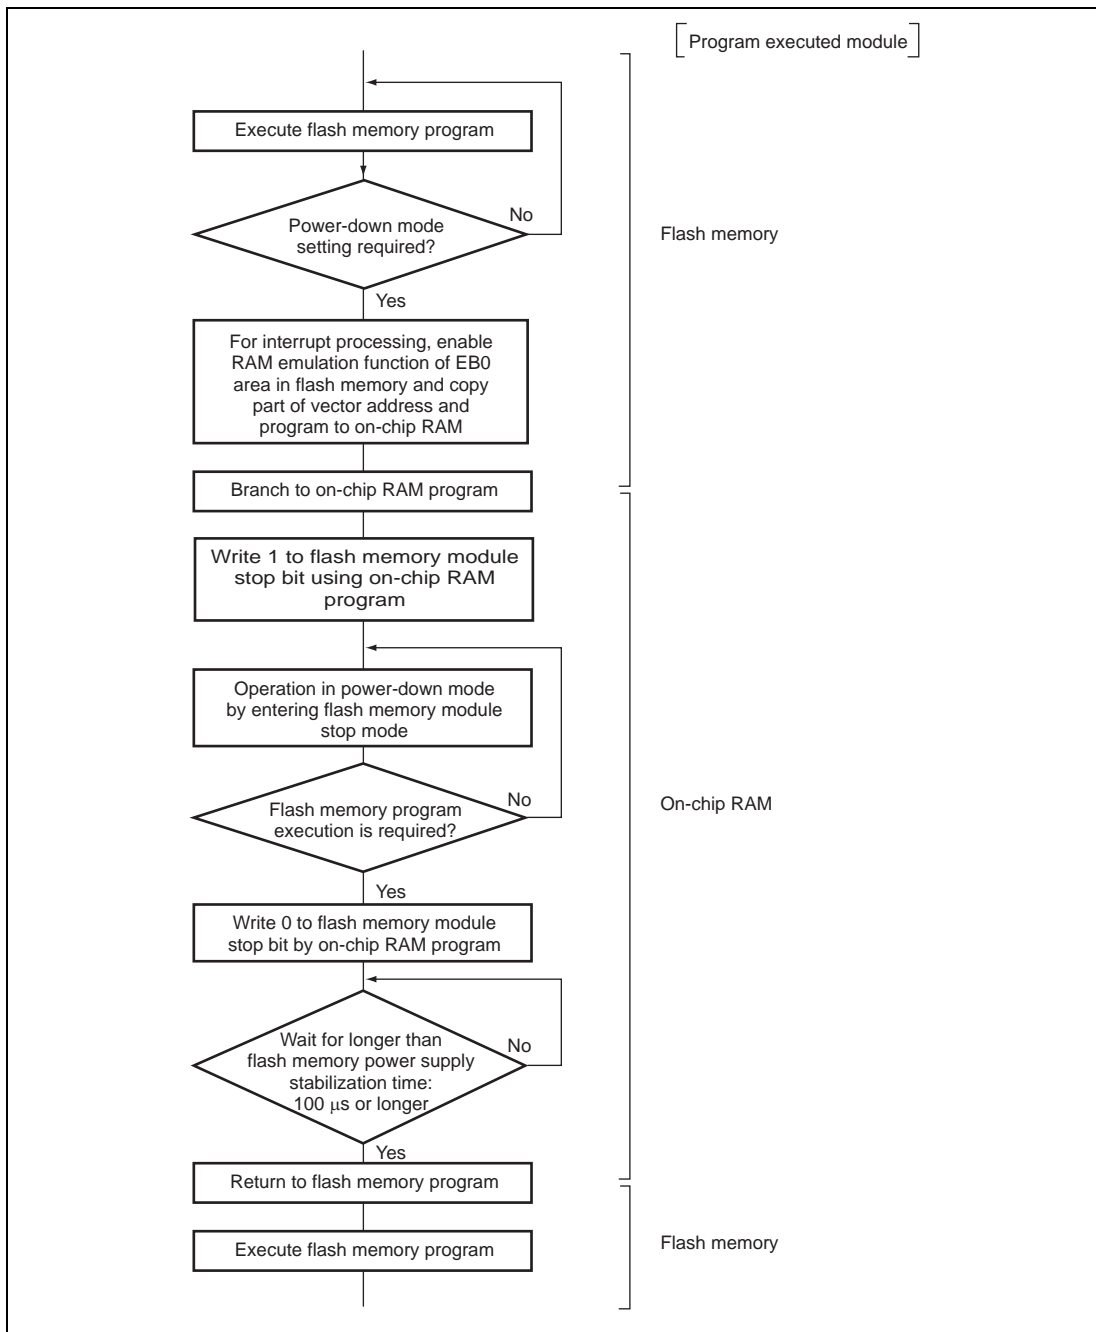 [Program executed module]
Execute flash memory program
Power-down mode
setting required?
No
Flash memory
Yes
For interrupt processing, enable
RAM emulation function of EB0
area in flash memory and copy
part of vector address and
program to on-chip RAM
Branch to on-chip RAM program
Write 1 to flash memory module
stop bit using on-chip RAM
program
Operation in power-down mode
by entering flash memory module
stop mode
Flash memory program
execution is required?
No
On-chip RAM
Yes
Write 0 to flash memory module
stop bit by on-chip RAM program
Wait for longer than
flash memory power supply
stabilization time:
100 µs or longer
No
Yes
Return to flash memory program
Execute flash memory program
Flash memory